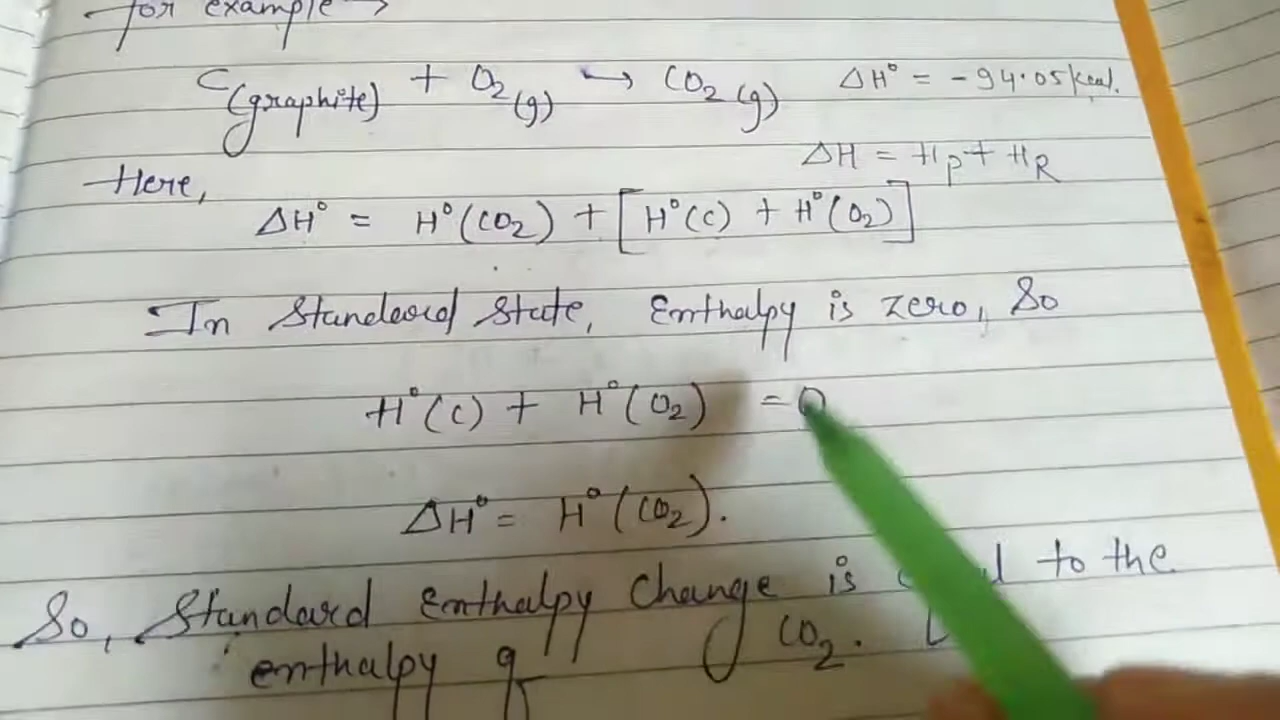 for example →
C(graphite) + O₂(g) → CO₂(g) ΔH° = -94.05 kcal.
ΔH = Hp + HR
Here,
ΔH° = H°(CO₂) + [H°(C) + H°(O₂)]
In Standard State, Enthalpy is zero, So
H°(C) + H°(O₂) = 0
ΔH° = H°(CO₂).
So, Standard enthalpy change is to the
enthalpy of CO₂.